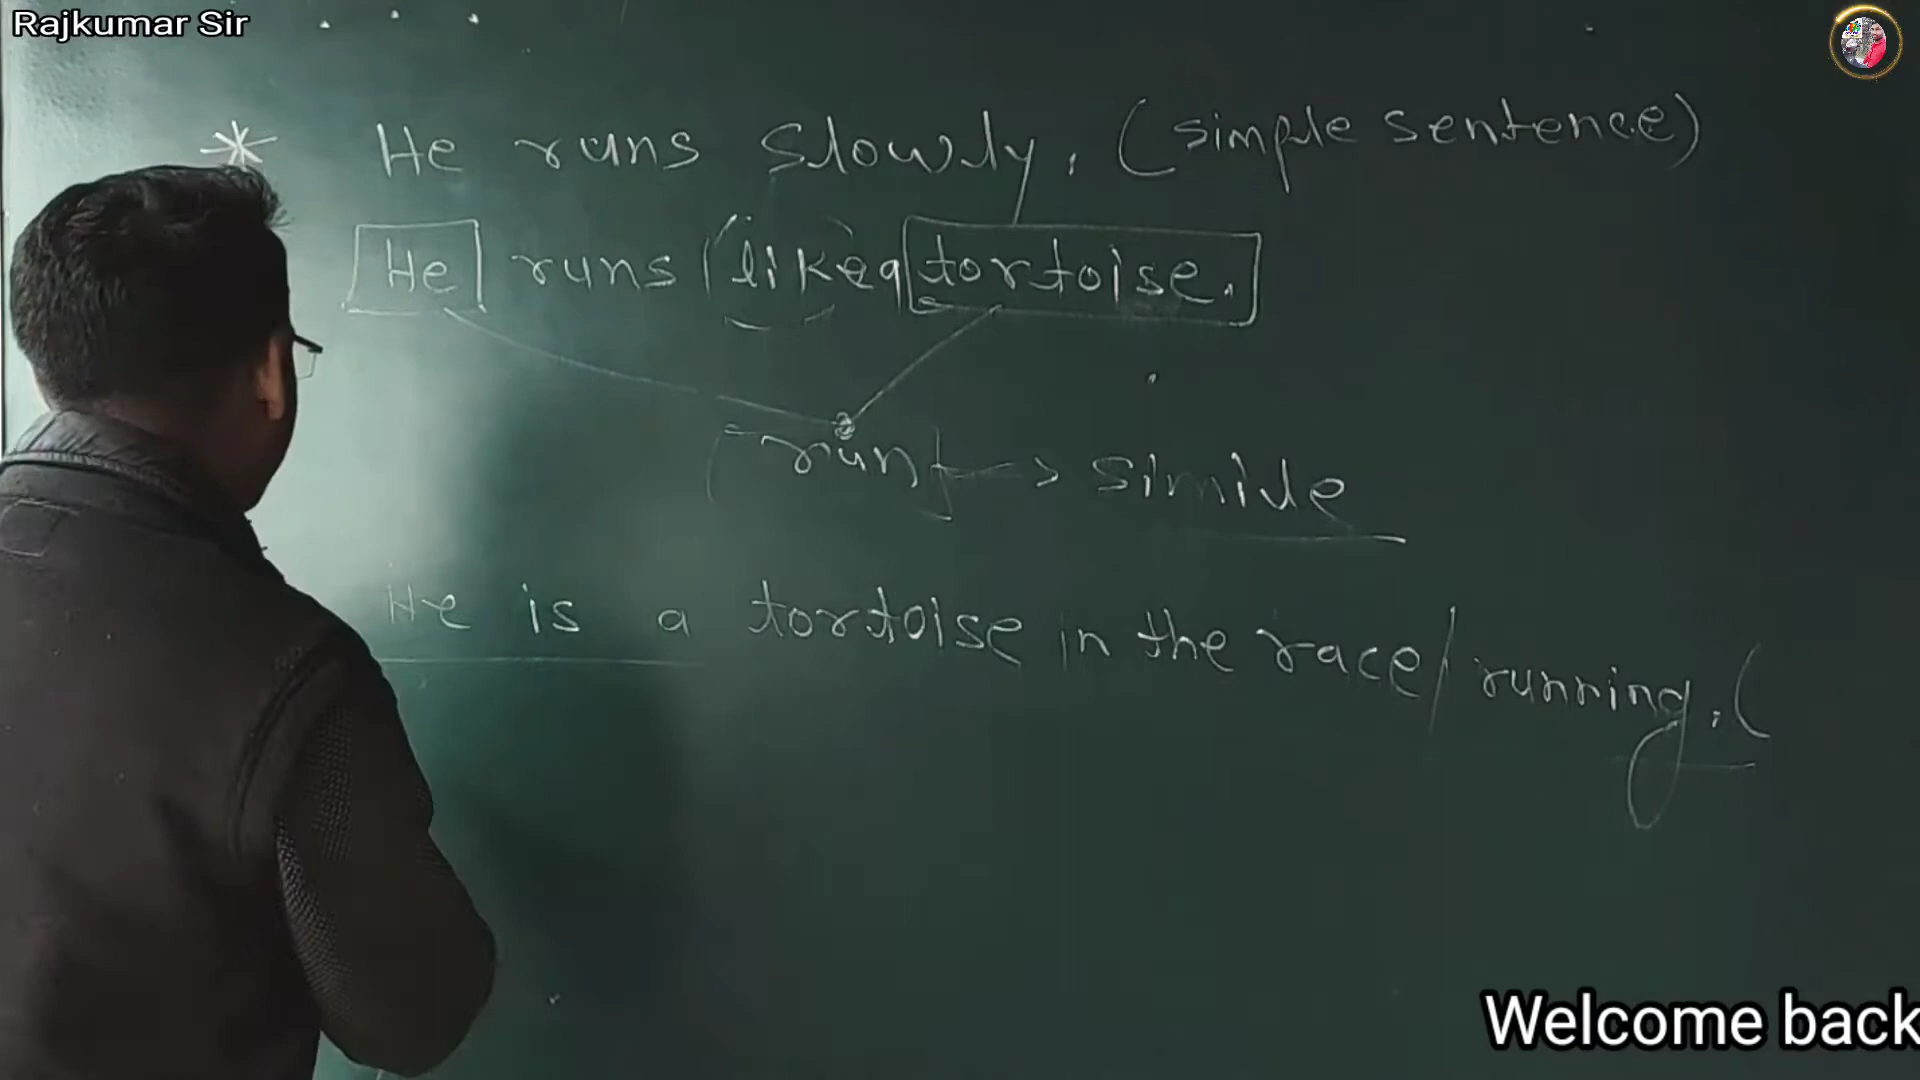 Rajkumar Sir
* He runs slowly. (simple sentence)
He runs like a tortoise.
run -> simile
He is a tortoise in the race / running. (
Welcome back